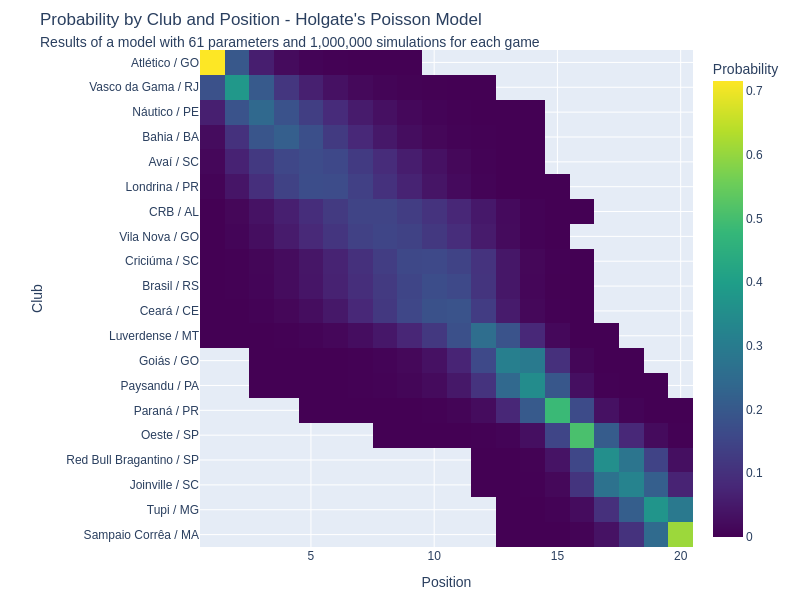 Probability by Club and Position - Holgate's Poisson Model
Results of a model with 61 parameters and 1,000,000 simulations for each game
Probability
Atlético / GO
Vasco da Gama / RJ
Náutico / PE
Bahia / BA
Avaí / SC
Londrina / PR
CRB / AL
Vila Nova / GO
Criciúma / SC
Brasil / RS
Ceará / CE
Luverdense / MT
Goiás / GO
Paysandu / PA
Paraná / PR
Oeste / SP
Red Bull Bragantino / SP
Joinville / SC
Tupi / MG
Sampaio Corrêa / MA
Club
5
10
15
20
Position
0.7
0.6
0.5
0.4
0.3
0.2
0.1
0